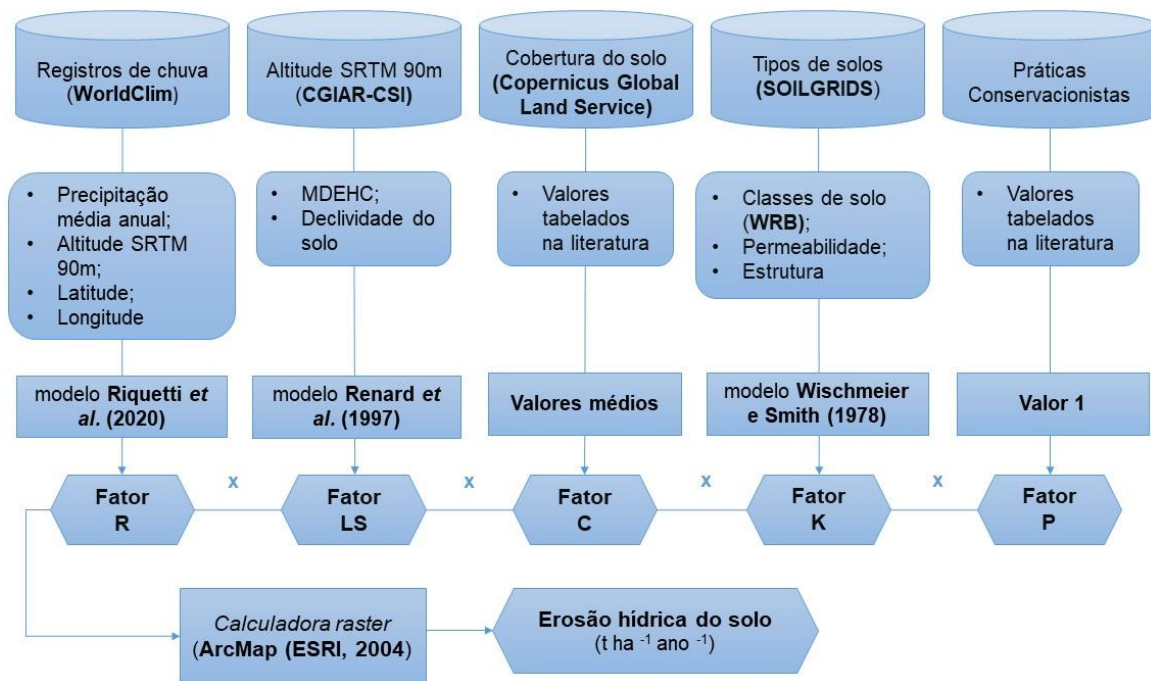 Registros de chuva
(WorldClim)
Altitude SRTM 90m
(CGIAR-CSI)
Cobertura do solo
(Copernicus Global
Land Service)
Tipos de solos
(SOILGRIDS)
Práticas
Conservacionistas
• Precipitação
média anual;
• Altitude SRTM
90m;
• Latitude;
• Longitude
• MDEHC;
• Declividade do
solo
• Valores
tabelados
na literatura
• Classes de solo
(WRB);
• Permeabilidade;
• Estrutura
• Valores
tabelados
na literatura
modelo Riquetti et
al. (2020)
modelo Renard et
al. (1997)
Valores médios
modelo Wischmeier
e Smith (1978)
Valor 1
Fator
R
x
Fator
LS
x
Fator
C
x
Fator
K
x
Fator
P
Calculadora raster
(ArcMap (ESRI, 2004)
Erosão hídrica do solo
(t ha -1 ano -1)